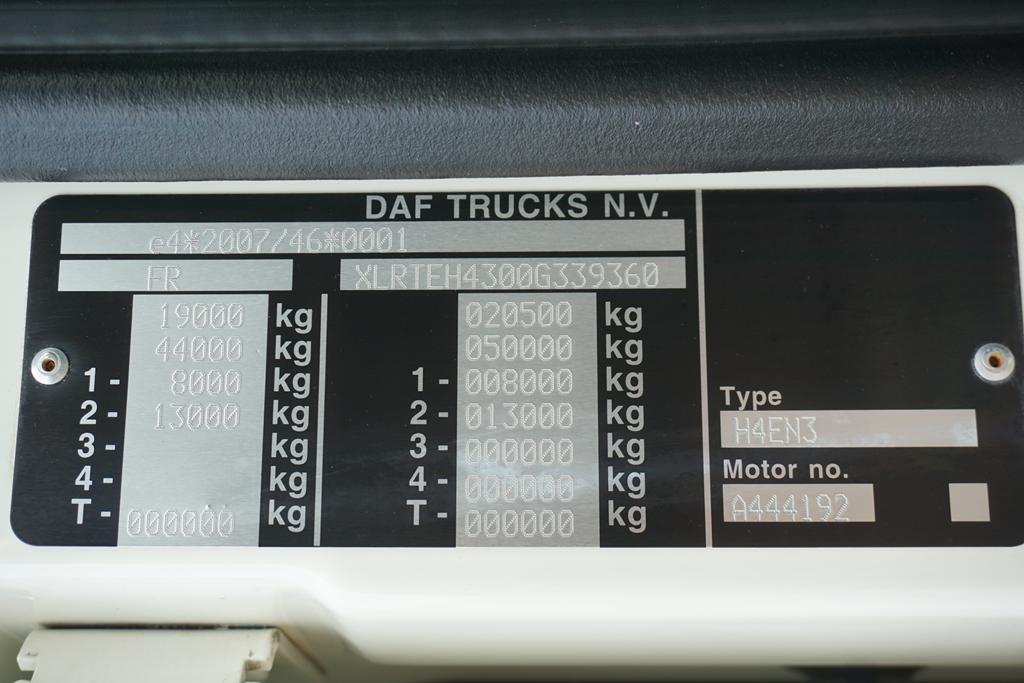 DAF TRUCKS N.V.
e4*2007/46*0001
FR XLRTEH4300G339360
19000 kg 020500 kg
44000 kg 050000 kg
1 - 8000 kg 1 - 008000 kg
2 - 13000 kg 2 - 013000 kg
3 - kg 3 - 000000 kg
4 - kg 4 - 000000 kg
T - 000000 kg T - 000000 kg
Type
H4EN3
Motor no.
A444192